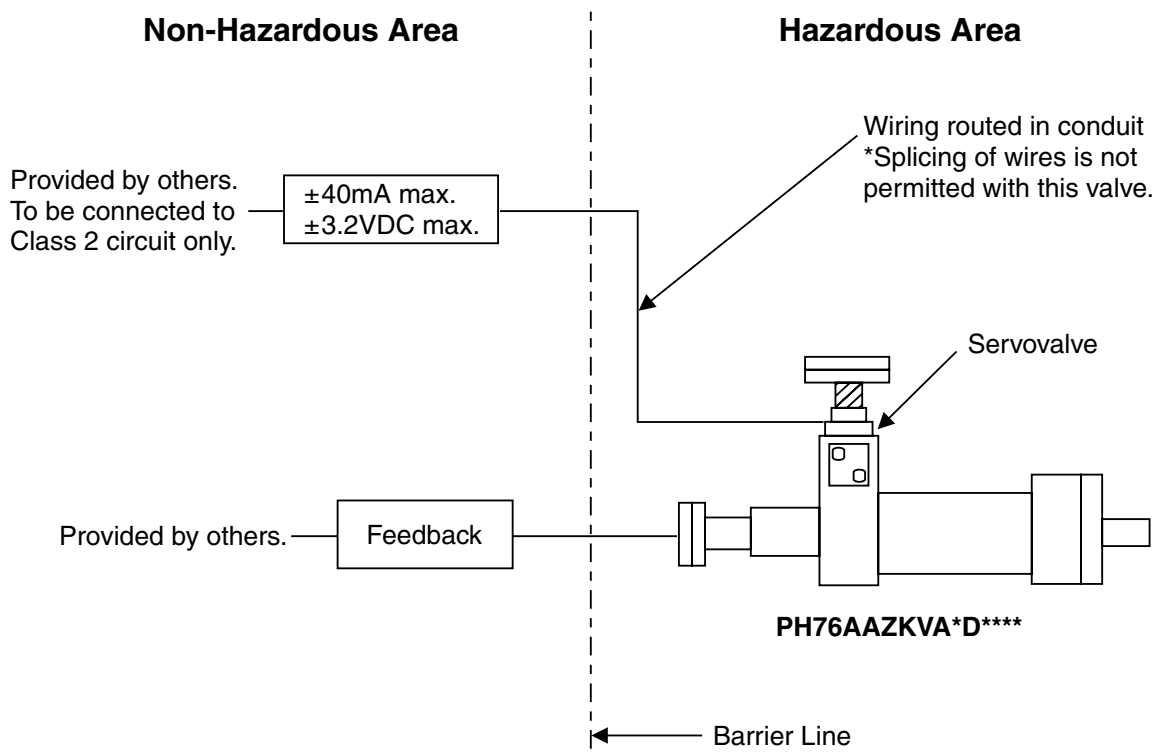 Non-Hazardous Area
Hazardous Area
Wiring routed in conduit
*Splicing of wires is not
permitted with this valve.
Provided by others.
To be connected to
Class 2 circuit only.
±40mA max.
±3.2VDC max.
Servovalve
Provided by others.
Feedback
PH76AAZKVA*D****
Barrier Line